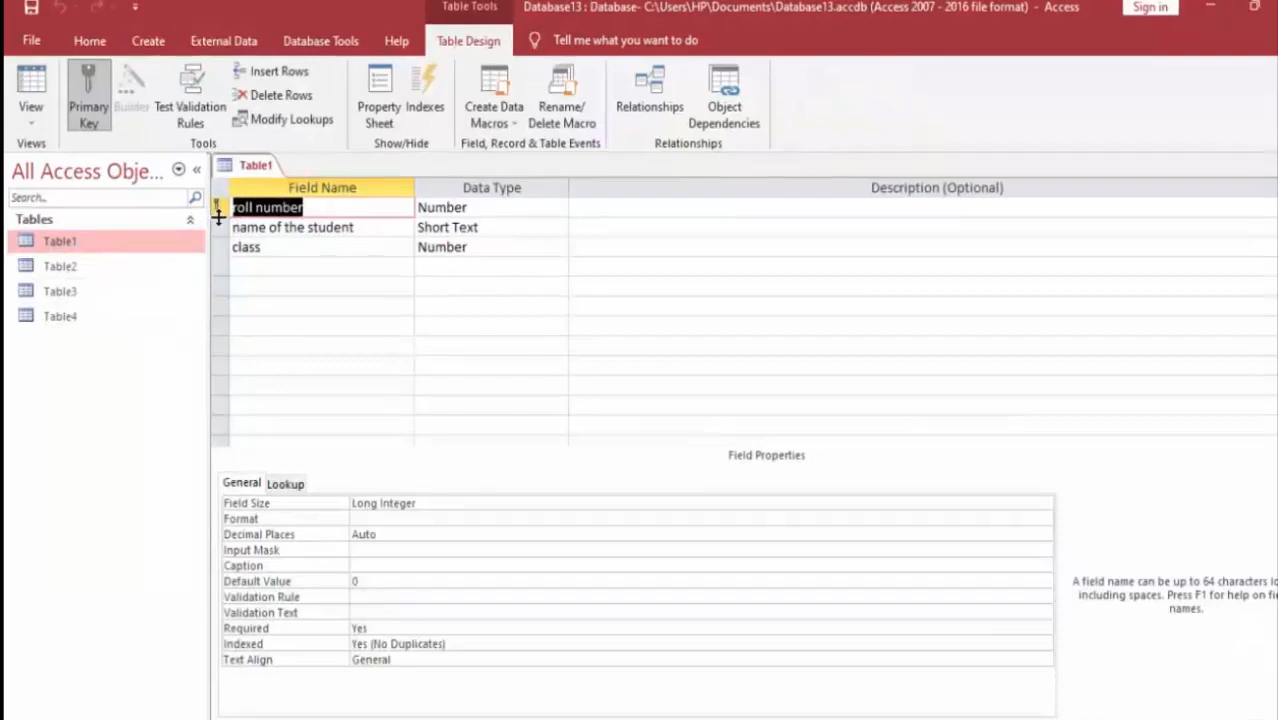 Table Tools
Database13 : Database- C:\Users\HP\Documents\Database13.accdb (Access 2007 - 2016 file format) - Access
Sign in
File Home Create External Data Database Tools Help Table Design Tell me what you want to do
View
Primary Key
Builder
Test Validation Rules
Insert Rows
Delete Rows
Modify Lookups
Property Sheet
Indexes
Create Data Macros
Rename/ Delete Macro
Relationships
Object Dependencies
Views Tools Show/Hide Field, Record & Table Events Relationships
All Access Obje... «
Search...
Tables
Table1
Table2
Table3
Table4
Table1
Field Name Data Type Description (Optional)
roll number Number
name of the student Short Text
class Number
Field Properties
General Lookup
Field Size Long Integer
Format
Decimal Places Auto
Input Mask
Caption
Default Value 0
Validation Rule
Validation Text
Required Yes
Indexed Yes (No Duplicates)
Text Align General
A field name can be up to 64 characters lo
including spaces. Press F1 for help on fi
names.